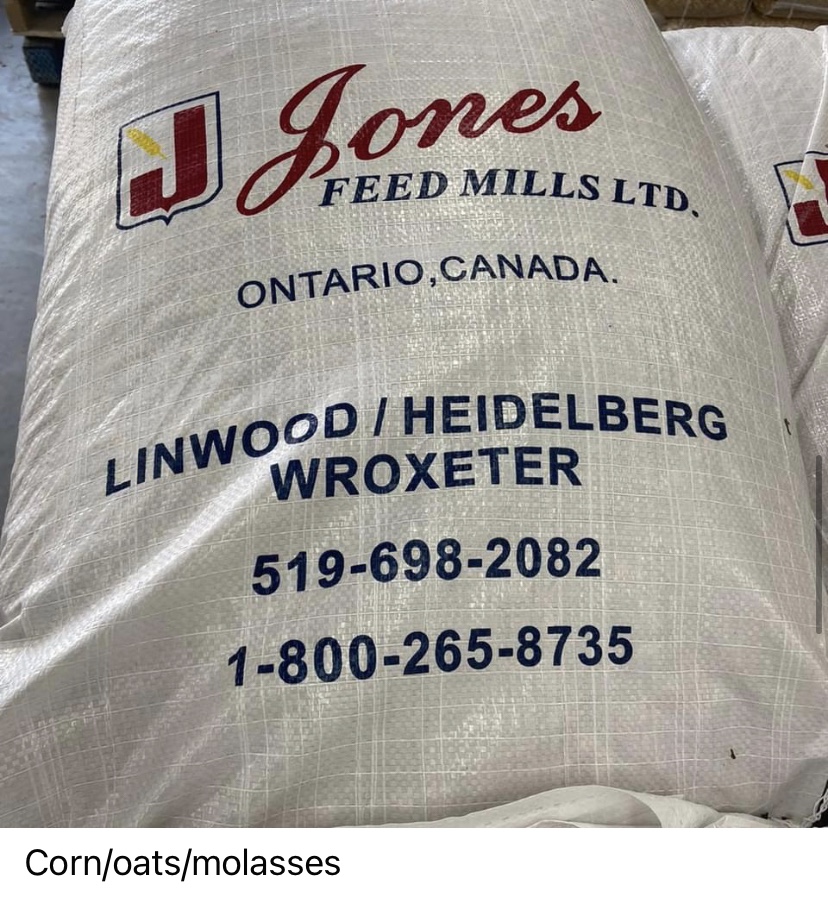 J Jones
FEED MILLS LTD.
ONTARIO,CANADA.
LINWOOD / HEIDELBERG
WROXETER
519-698-2082
1-800-265-8735
Corn/oats/molasses